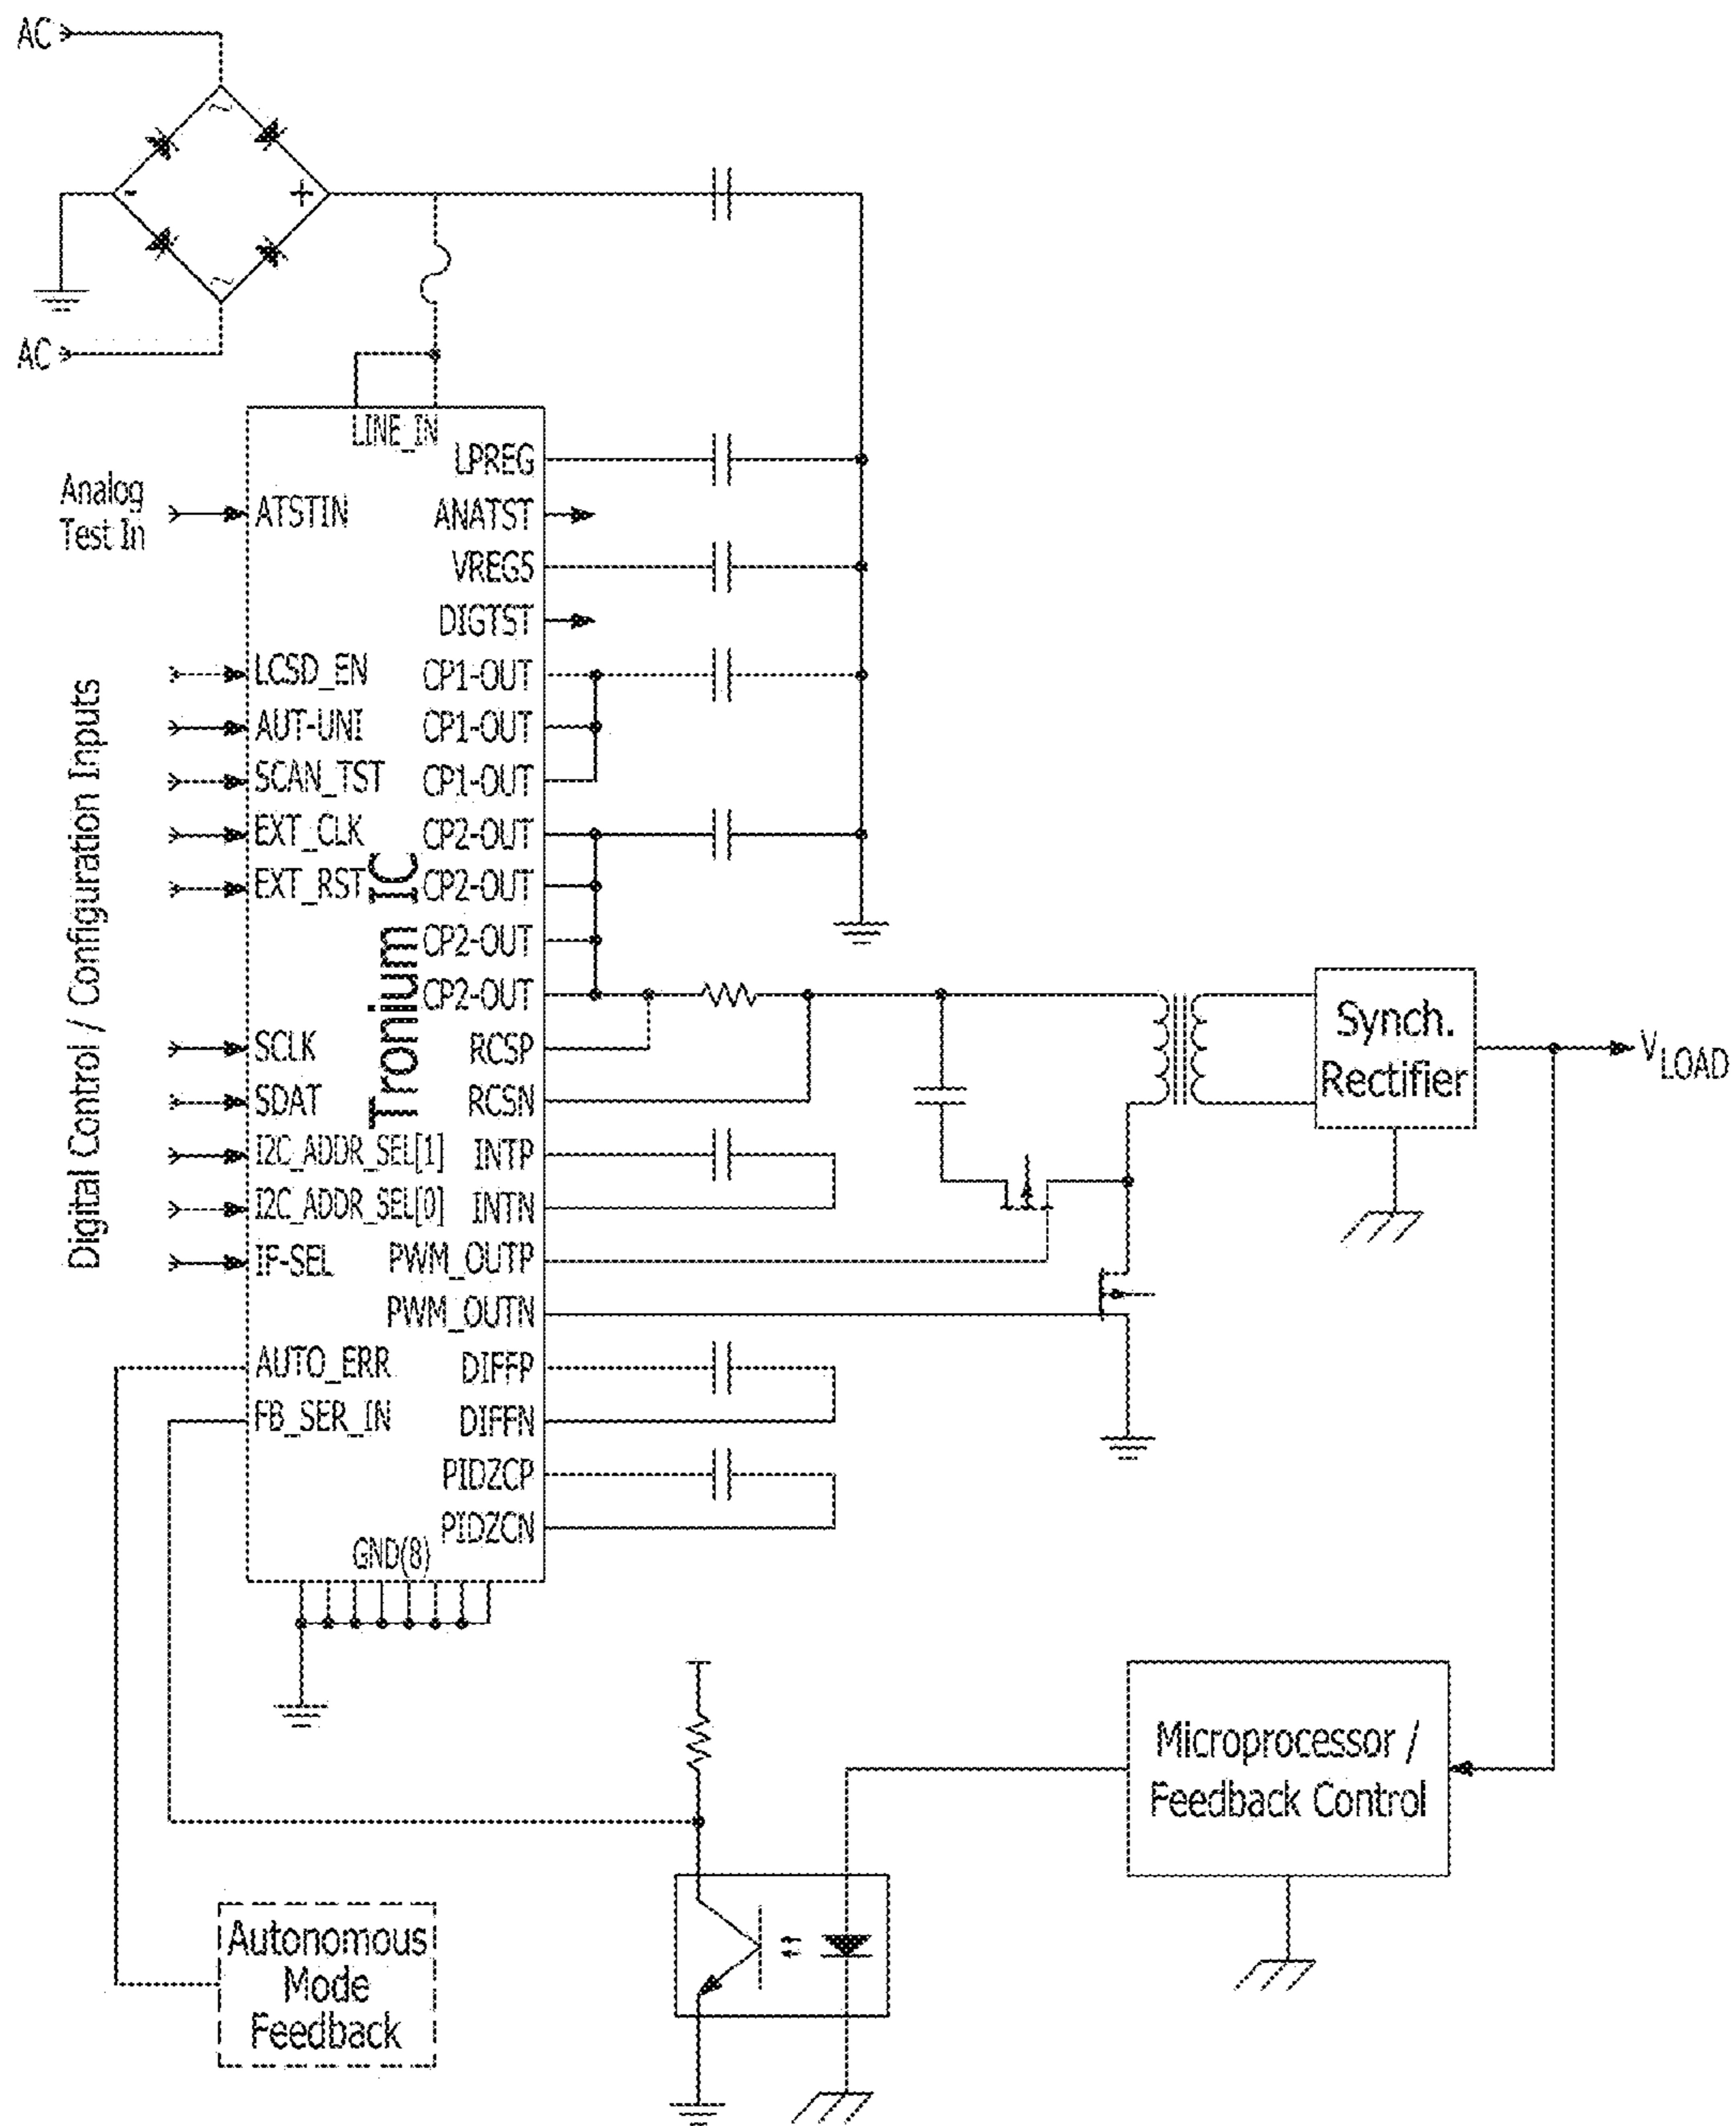 AC
-
+
AC
LINE_IN
LPREG
Analog
Test In
ATSTIN
ANATST
VREG5
DIGTST
Digital Control / Configuration Inputs
LCSD_EN
CP1-OUT
AUT-UNI
CP1-OUT
SCAN_TST
CP1-OUT
EXT_CLK
CP2-OUT
EXT_RST
CP2-OUT
Tronium IC
CP2-OUT
CP2-OUT
SCLK
RCSP
SDAT
RCSN
I2C_ADDR_SEL[1]
INTP
I2C_ADDR_SEL[0]
INTN
IF-SEL
PWM_OUTP
PWM_OUTN
AUTO_ERR
DIFFP
FB_SER_IN
DIFFN
PIDZCP
PIDZCN
GND(8)
Synch.
Rectifier
VLOAD
Microprocessor /
Feedback Control
Autonomous
Mode
Feedback